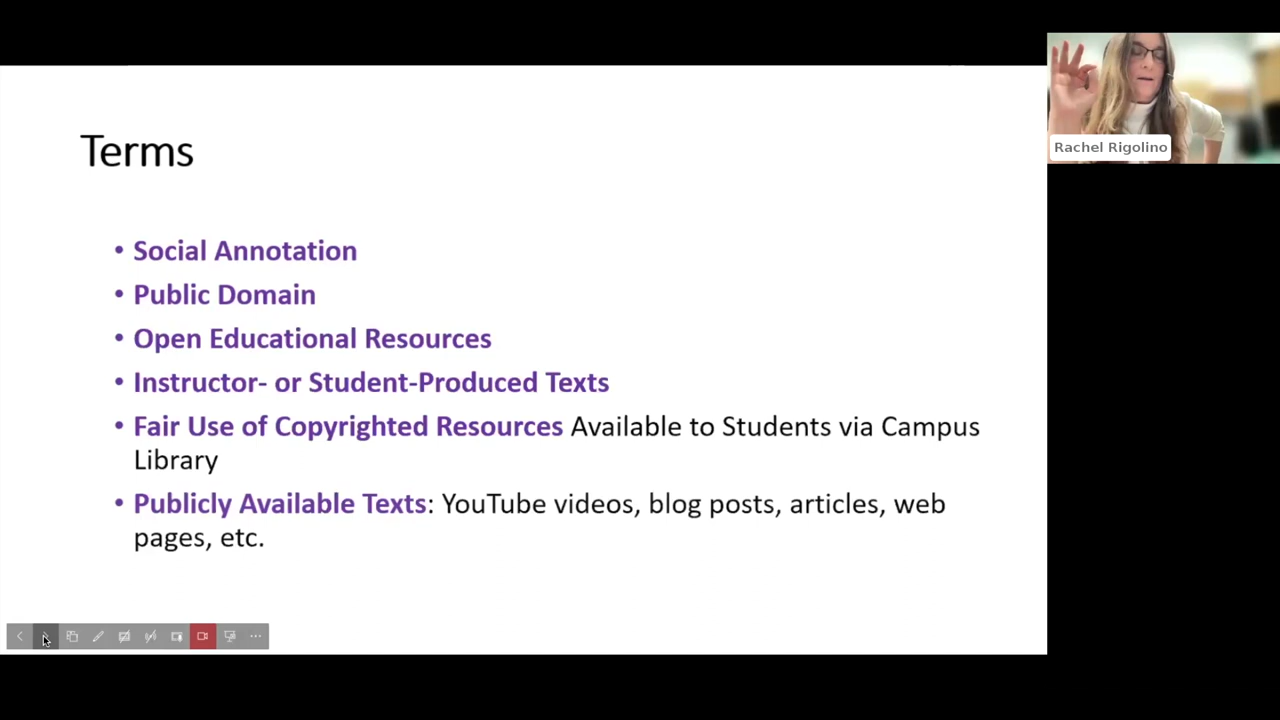 Terms
• Social Annotation
• Public Domain
• Open Educational Resources
• Instructor- or Student-Produced Texts
• Fair Use of Copyrighted Resources Available to Students via Campus
Library
• Publicly Available Texts: YouTube videos, blog posts, articles, web
pages, etc.
Rachel Rigolino